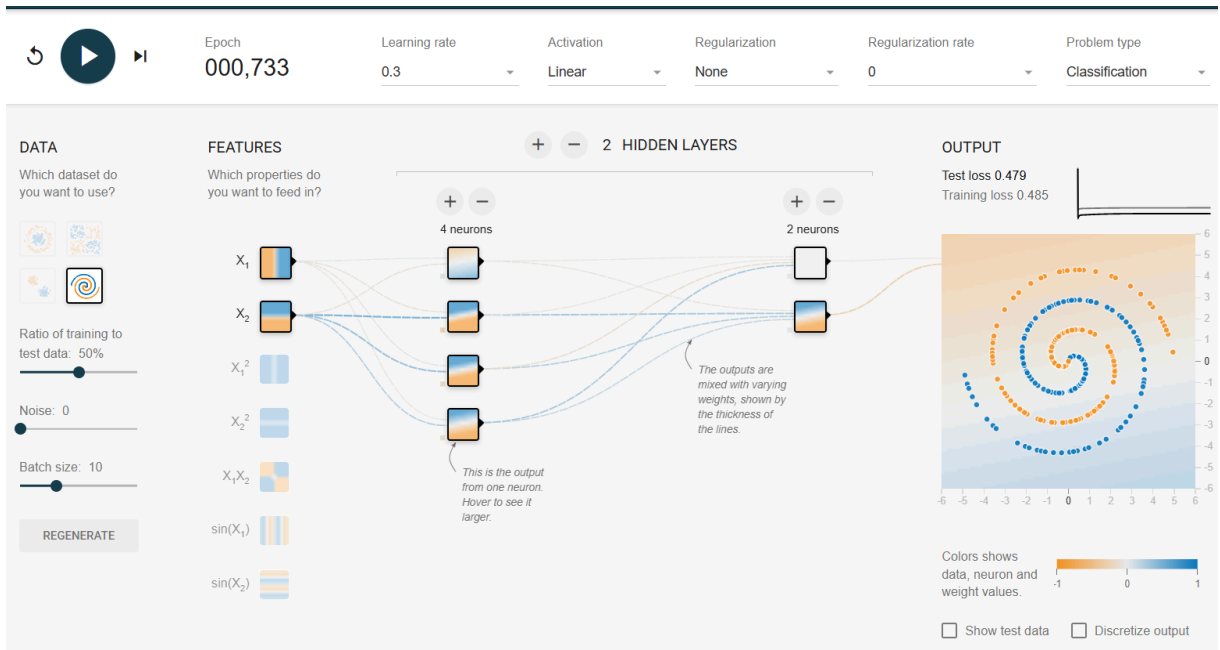 Epoch
000,733
Learning rate
0.3
Activation
Linear
Regularization
None
Regularization rate
0
Problem type
Classification
DATA
Which dataset do
you want to use?
Ratio of training to
test data: 50%
Noise: 0
Batch size: 10
REGENERATE
FEATURES
Which properties do
you want to feed in?
X1
X2
X1²
X2²
X1X2
sin(X1)
sin(X2)
+ − 2 HIDDEN LAYERS
+ −
4 neurons
+ −
2 neurons
This is the output
from one neuron.
Hover to see it
larger.
The outputs are
mixed with varying
weights, shown by
the thickness of
the lines.
OUTPUT
Test loss 0.479
Training loss 0.485
6
5
4
3
2
1
0
-1
-2
-3
-4
-5
-6
-6 -5 -4 -3 -2 -1 0 1 2 3 4 5 6
Colors shows
data, neuron and
weight values.
-1 0 1
Show test data
Discretize output